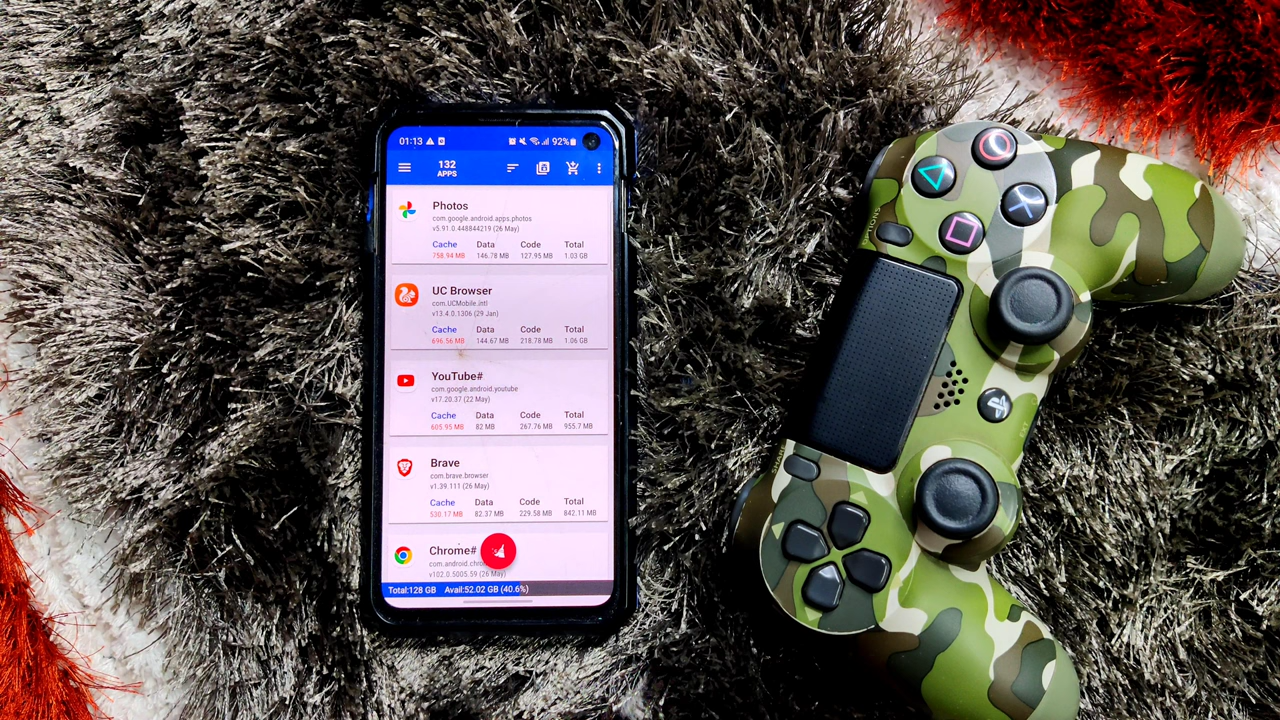 01:13 92%
132
APPS
Photos
com.google.android.apps.photos
v5.91.0.448844219 (26 May)
Cache Data Code Total
758.94 MB 146.78 MB 127.95 MB 1.03 GB
UC Browser
com.UCMobile.intl
v13.4.0.1306 (29 Jan)
Cache Data Code Total
696.56 MB 144.67 MB 218.78 MB 1.06 GB
YouTube#
com.google.android.youtube
v17.20.37 (22 May)
Cache Data Code Total
605.95 MB 82 MB 267.76 MB 955.7 MB
Brave
com.brave.browser
v1.39.111 (26 May)
Cache Data Code Total
530.17 MB 82.37 MB 229.58 MB 842.11 MB
Chrome#
com.android.chro
v102.0.5005.59 (26 May)
Total:128 GB Avail:52.02 GB (40.6%)
OPTIONS